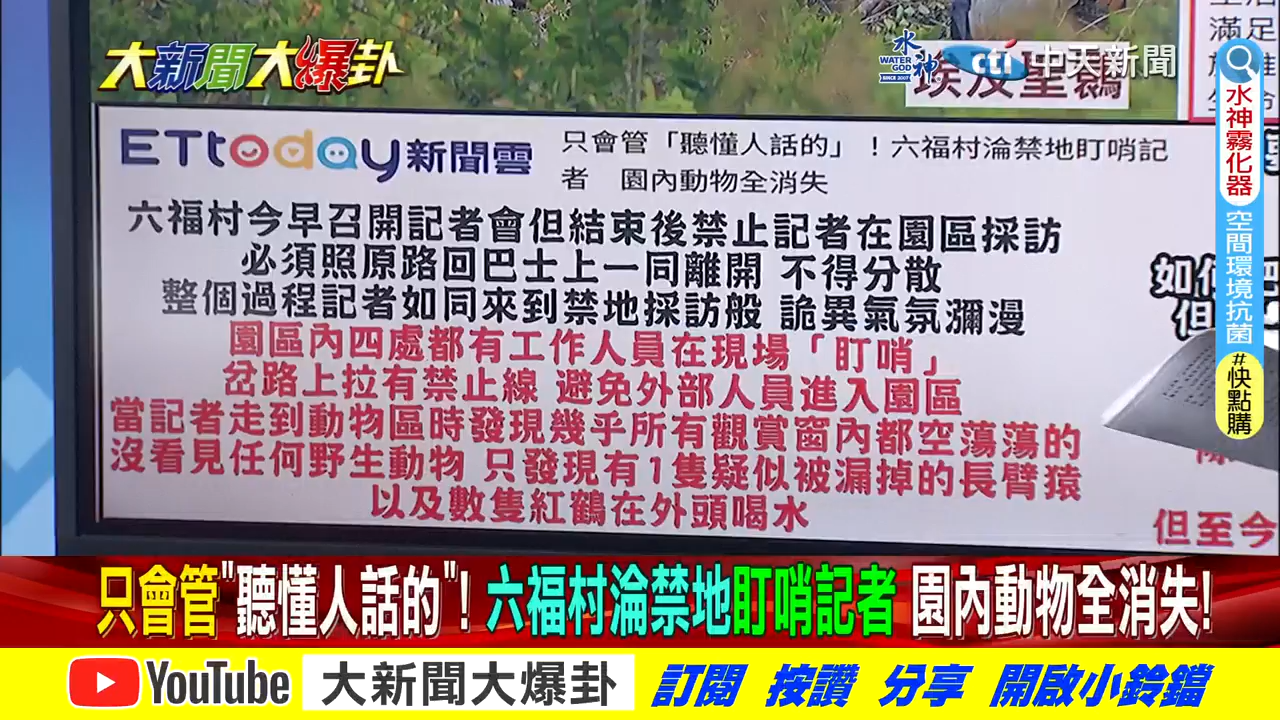 大新聞大爆卦
水神
WATER GOD
SINCE 2007
cti 中天新聞
埃及聖䴉
滿足
ETtoday新聞雲
只會管「聽懂人話的」！六福村淪禁地盯哨記
者 園內動物全消失
六福村今早召開記者會但結束後禁止記者在園區採訪
必須照原路回巴士上一同離開 不得分散
整個過程記者如同來到禁地採訪般 詭異氣氛瀰漫
園區內四處都有工作人員在現場「盯哨」
岔路上拉有禁止線 避免外部人員進入園區
當記者走到動物區時發現幾乎所有觀賞窗內都空蕩蕩的
沒看見任何野生動物 只發現有1隻疑似被漏掉的長臂猿
以及數隻紅鶴在外頭喝水
如何
但
但至今
水神霧化器
空間環境抗菌
#快點購
只會管"聽懂人話的"! 六福村淪禁地盯哨記者 園內動物全消失!
YouTube 大新聞大爆卦 訂閱 按讚 分享 開啟小鈴鐺